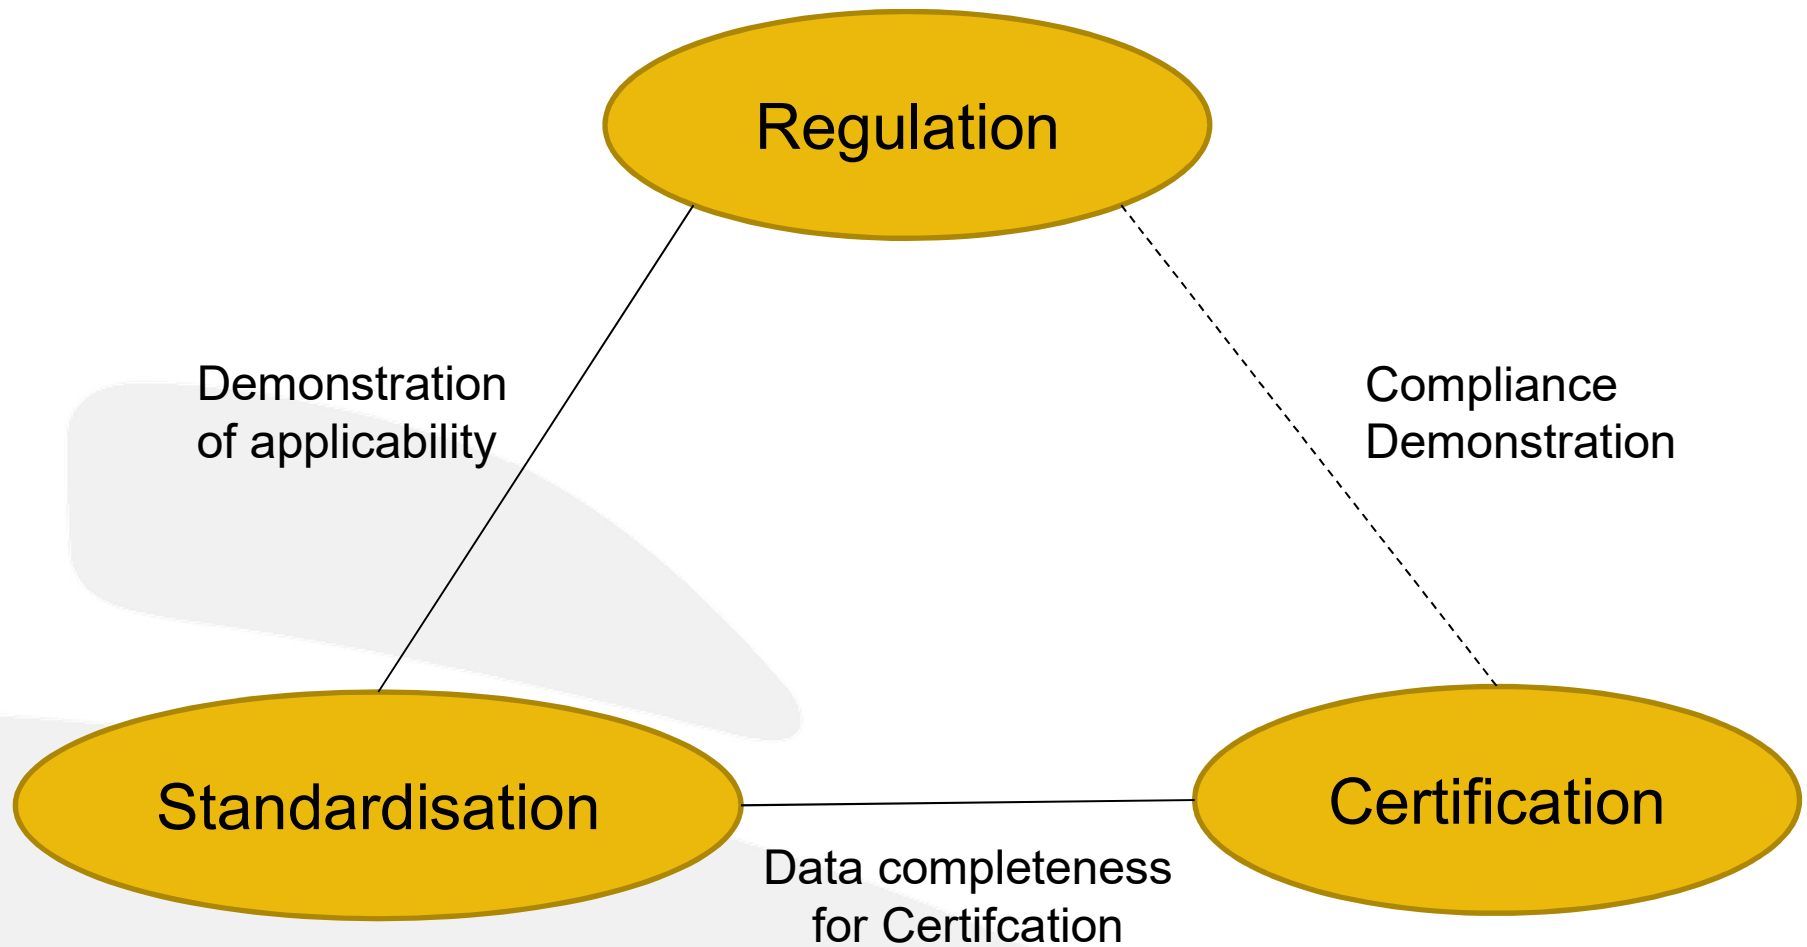 Regulation
Demonstration
of applicability
Compliance
Demonstration
Standardisation
Certification
Data completeness
for Certifcation